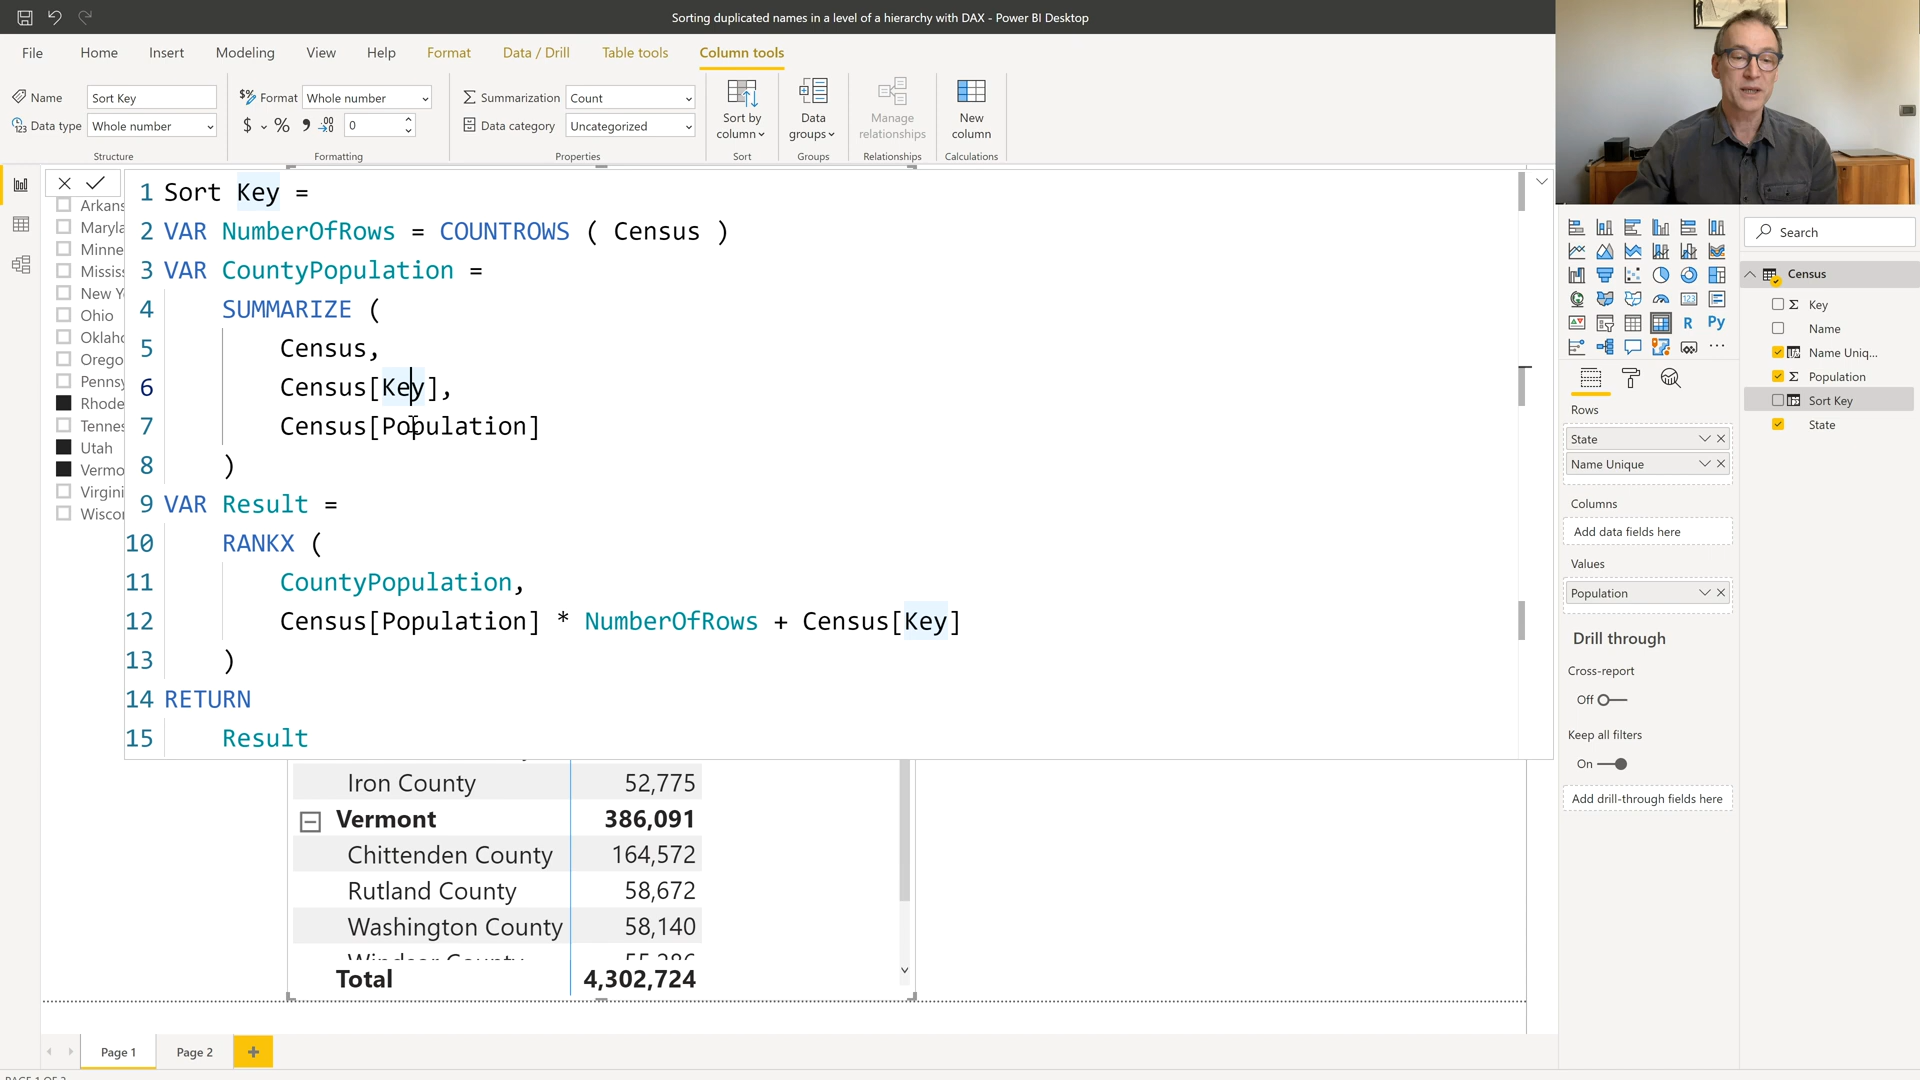 Sorting duplicated names in a level of a hierarchy with DAX - Power BI Desktop
File Home Insert Modeling View Help Format Data / Drill Table tools Column tools
Name Sort Key
Data type Whole number
Structure
Format Whole number
$ % 0
Formatting
Summarization Count
Data category Uncategorized
Properties
Sort by
column
Sort
Data
groups
Groups
Manage
relationships
Relationships
New
column
Calculations
Arkans
Maryla
Minne
Mississ
New Y
Ohio
Oklaho
Orego
Pennsy
Rhode
Tennes
Utah
Vermo
Virgini
Wiscon
1 Sort Key =
2 VAR NumberOfRows = COUNTROWS ( Census )
3 VAR CountyPopulation =
4 SUMMARIZE (
5 Census,
6 Census[Key],
7 Census[Population]
8 )
9 VAR Result =
10 RANKX (
11 CountyPopulation,
12 Census[Population] * NumberOfRows + Census[Key]
13 )
14 RETURN
15 Result
Iron County 52,775
Vermont 386,091
Chittenden County 164,572
Rutland County 58,672
Washington County 58,140
Total 4,302,724
R Py
123
Rows
State
Name Unique
Columns
Add data fields here
Values
Population
Drill through
Cross-report
Off
Keep all filters
On
Add drill-through fields here
Search
Census
Key
Name
Name Uniq...
Population
Sort Key
State
Page 1 Page 2 +